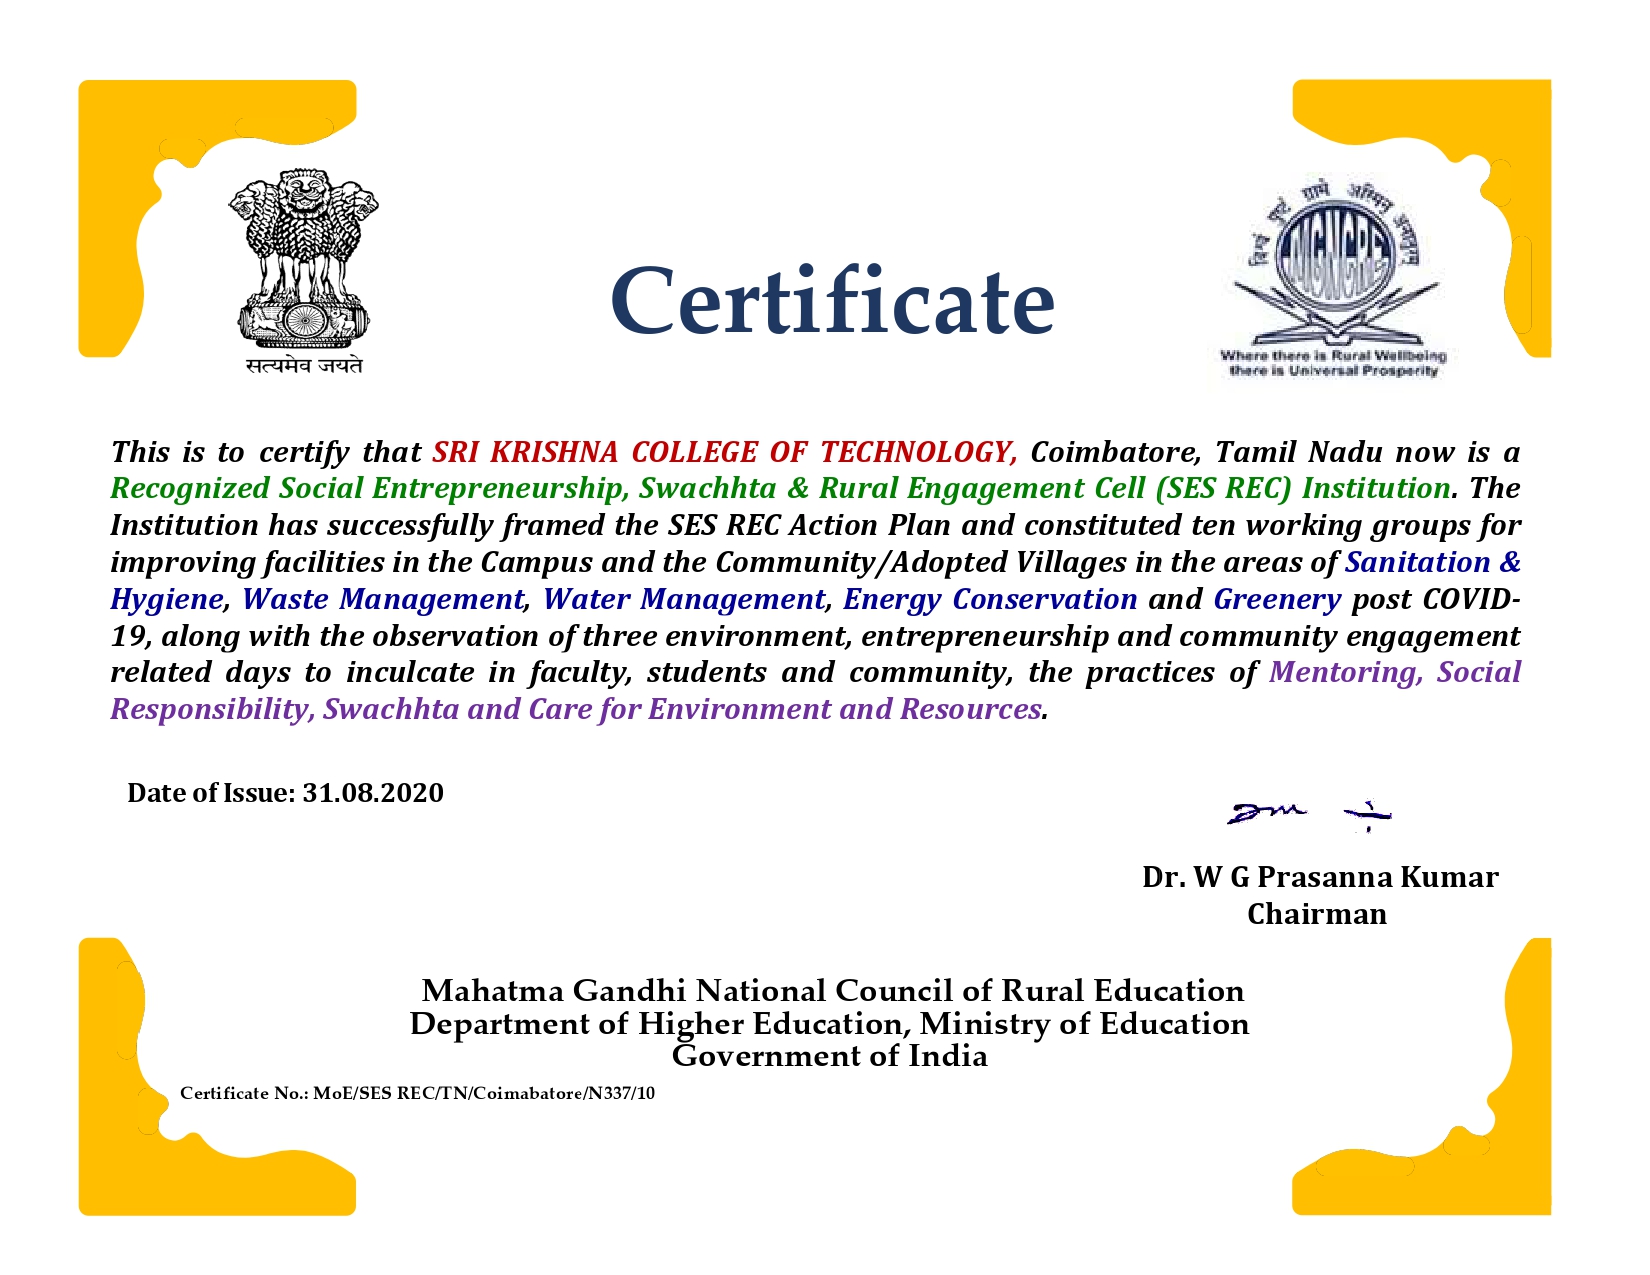 सत्यमेव जयते
Certificate
MGNCRE
Where there is Rural Wellbeing
there is Universal Prosperity
This is to certify that SRI KRISHNA COLLEGE OF TECHNOLOGY, Coimbatore, Tamil Nadu now is a
Recognized Social Entrepreneurship, Swachhta & Rural Engagement Cell (SES REC) Institution. The
Institution has successfully framed the SES REC Action Plan and constituted ten working groups for
improving facilities in the Campus and the Community/Adopted Villages in the areas of Sanitation &
Hygiene, Waste Management, Water Management, Energy Conservation and Greenery post COVID-
19, along with the observation of three environment, entrepreneurship and community engagement
related days to inculcate in faculty, students and community, the practices of Mentoring, Social
Responsibility, Swachhta and Care for Environment and Resources.
Date of Issue: 31.08.2020
Dr. W G Prasanna Kumar
Chairman
Mahatma Gandhi National Council of Rural Education
Department of Higher Education, Ministry of Education
Government of India
Certificate No.: MoE/SES REC/TN/Coimabatore/N337/10